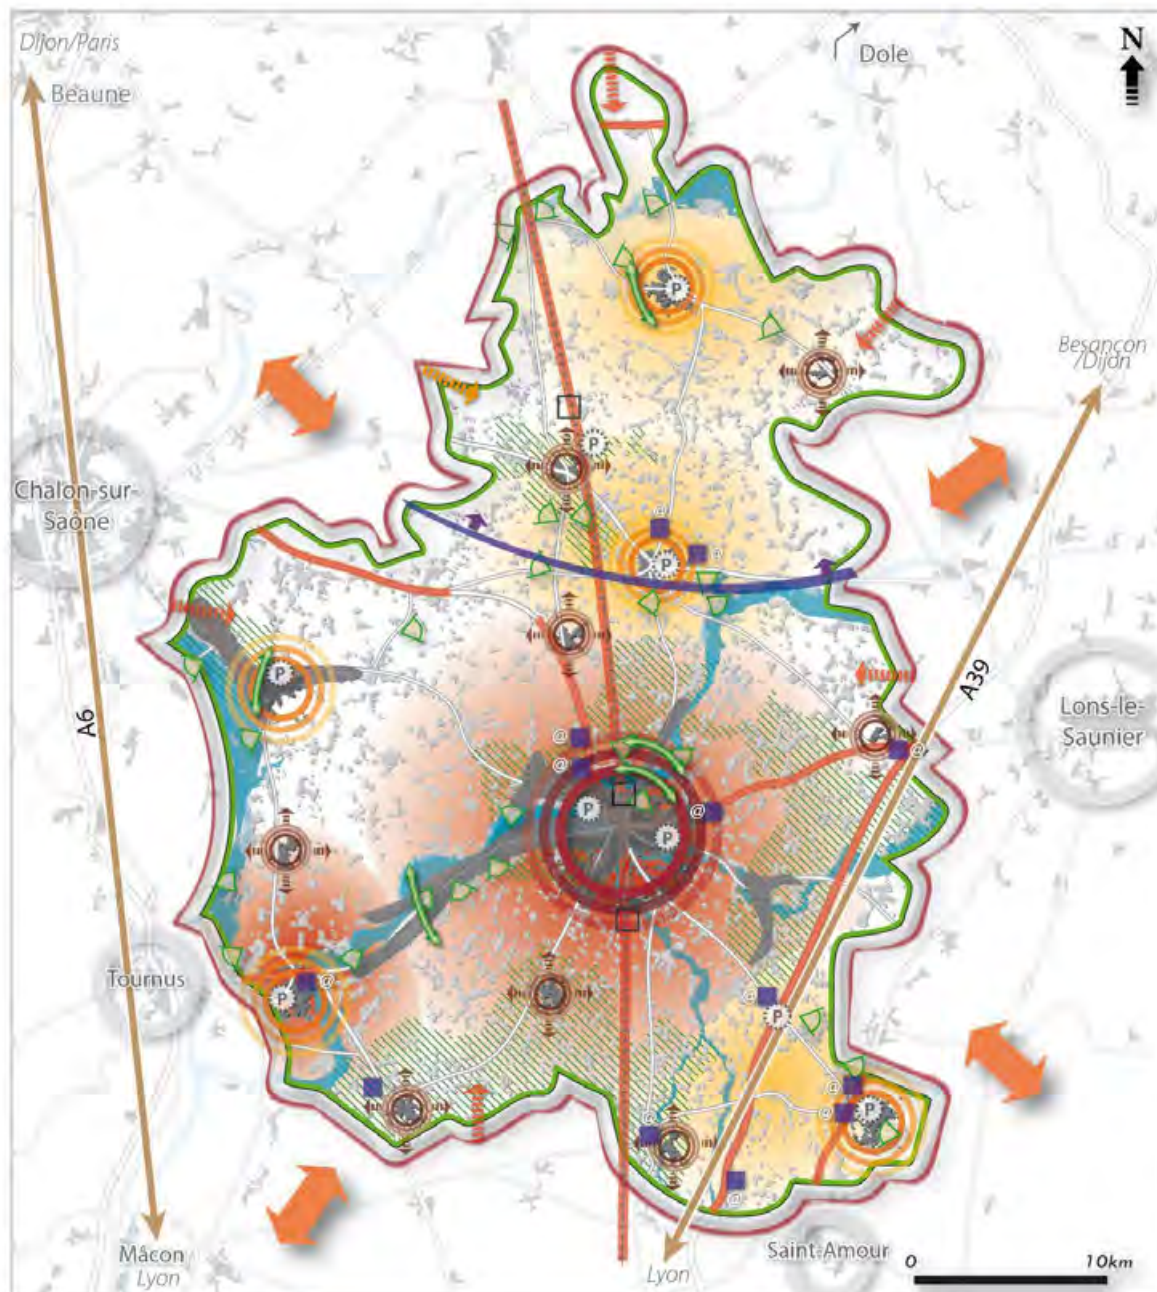 Dijon/Paris
Beaune
Dole
N
Besançon
/Dijon
Chalon-sur-
Saône
P
P
P
@
@
P
P
A6
A39
Lons-le-
Saunier
@
@
@
@
P
P
Tournus
@
P
P
@
@
P
@
@
Mâcon
Lyon
Lyon
Saint-Amour
0
10km